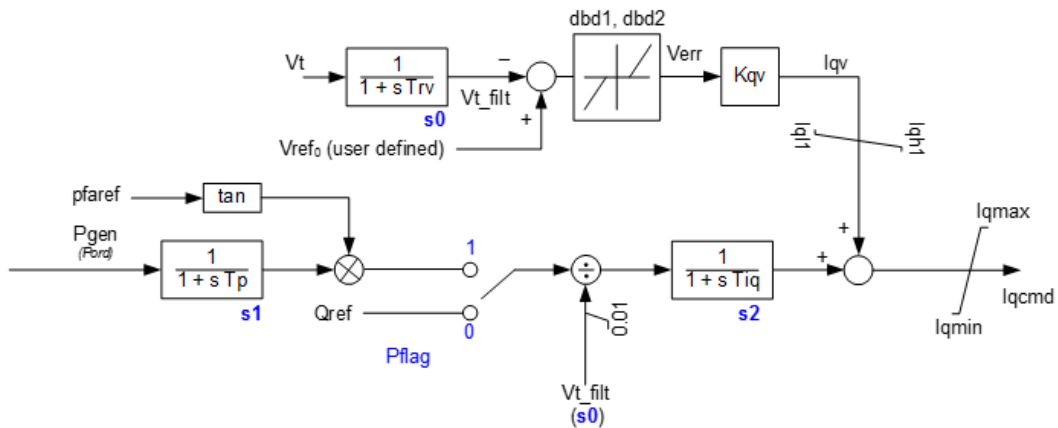 dbd1, dbd2
Vt
1
1 + s Trv
s0
−
Vt_filt
+
Verr
Kqv
Iqv
Vref₀ (user defined)
Iql1
Iqh1
pfaref
tan
Pgen
(Pord)
1
1 + s Tp
s1
1
Qref
0
Pflag
÷
0.01
Vt_filt
(s0)
1
1 + s Tiq
s2
+
+
Iqmax
Iqmin
Iqcmd